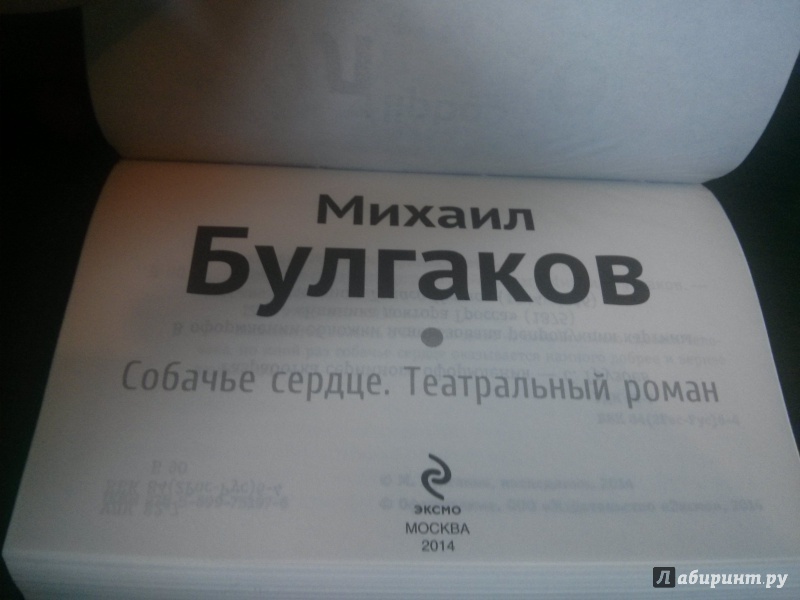 Михаил
Булгаков
Собачье сердце. Театральный роман
эксмо
МОСКВА
2014
Лабиринт.ру